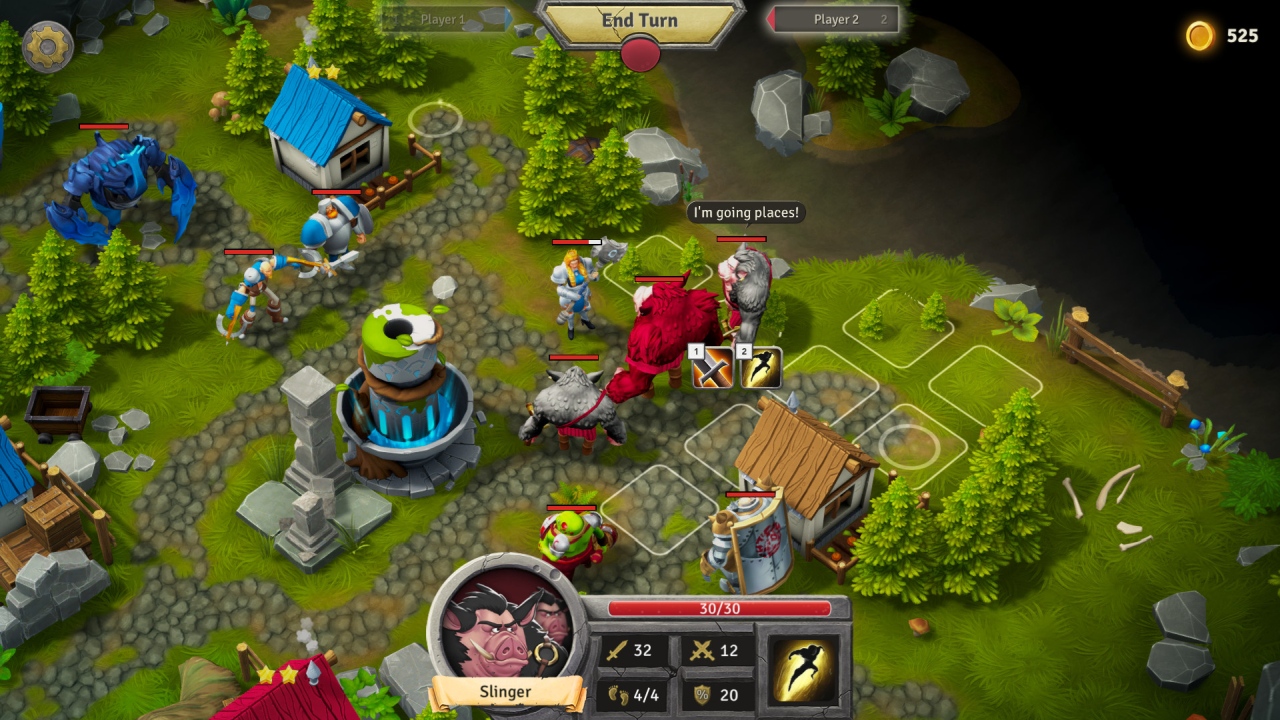 Player 1
End Turn
Player 2 2
525
I'm going places!
1 2
30/30
32 12
Slinger
4/4 % 20